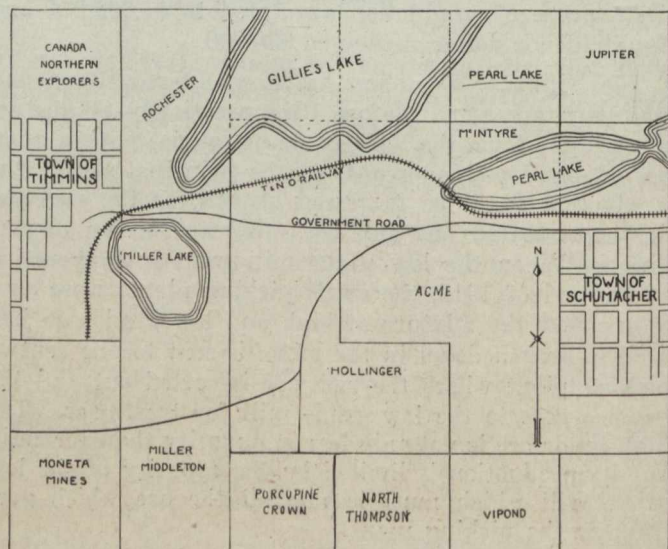 CANADA
NORTHERN
EXPLORERS
ROCHESTER
GILLIES LAKE
PEARL LAKE
JUPITER
McINTYRE
PEARL LAKE
TOWN OF
TIMMINS
T & N O RAILWAY
GOVERNMENT ROAD
MILLER LAKE
N
ACME
TOWN OF
SCHUMACHER
HOLLINGER
MONETA
MINES
MILLER
MIDDLETON
PORCUPINE
CROWN
NORTH
THOMPSON
VIPOND